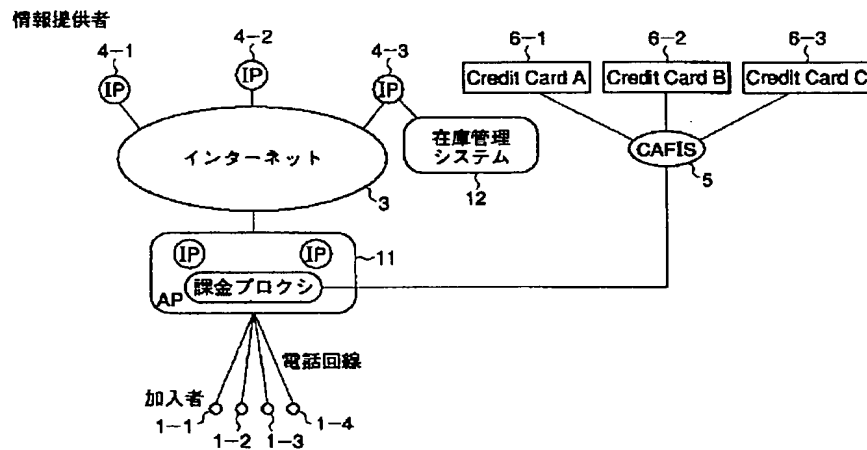 情報提供者
4-1
4-2
4-3
6-1
6-2
6-3
IP
IP
IP
Credit Card A
Credit Card B
Credit Card C
インターネット
在庫管理
システム
CAFIS
3
12
5
IP
IP
11
AP
課金プロクシ
電話回線
加入者
1-1
1-2
1-3
1-4